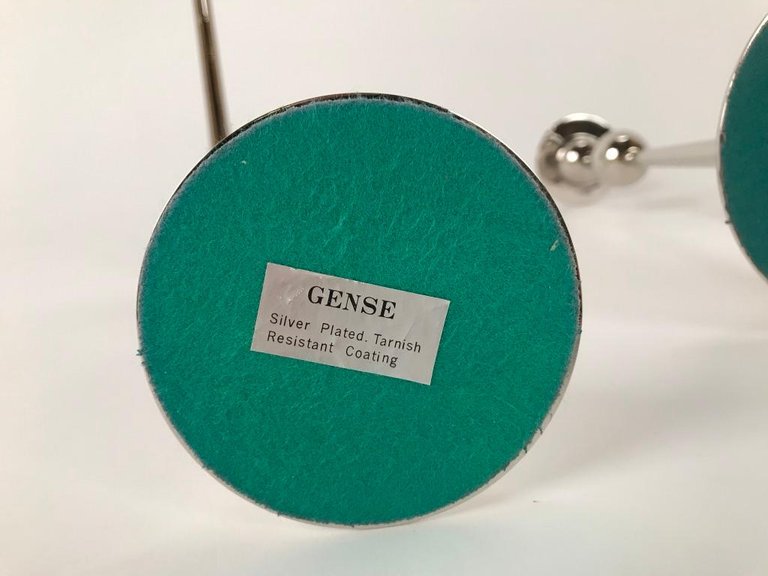 GENSE
Silver Plated. Tarnish
Resistant Coating